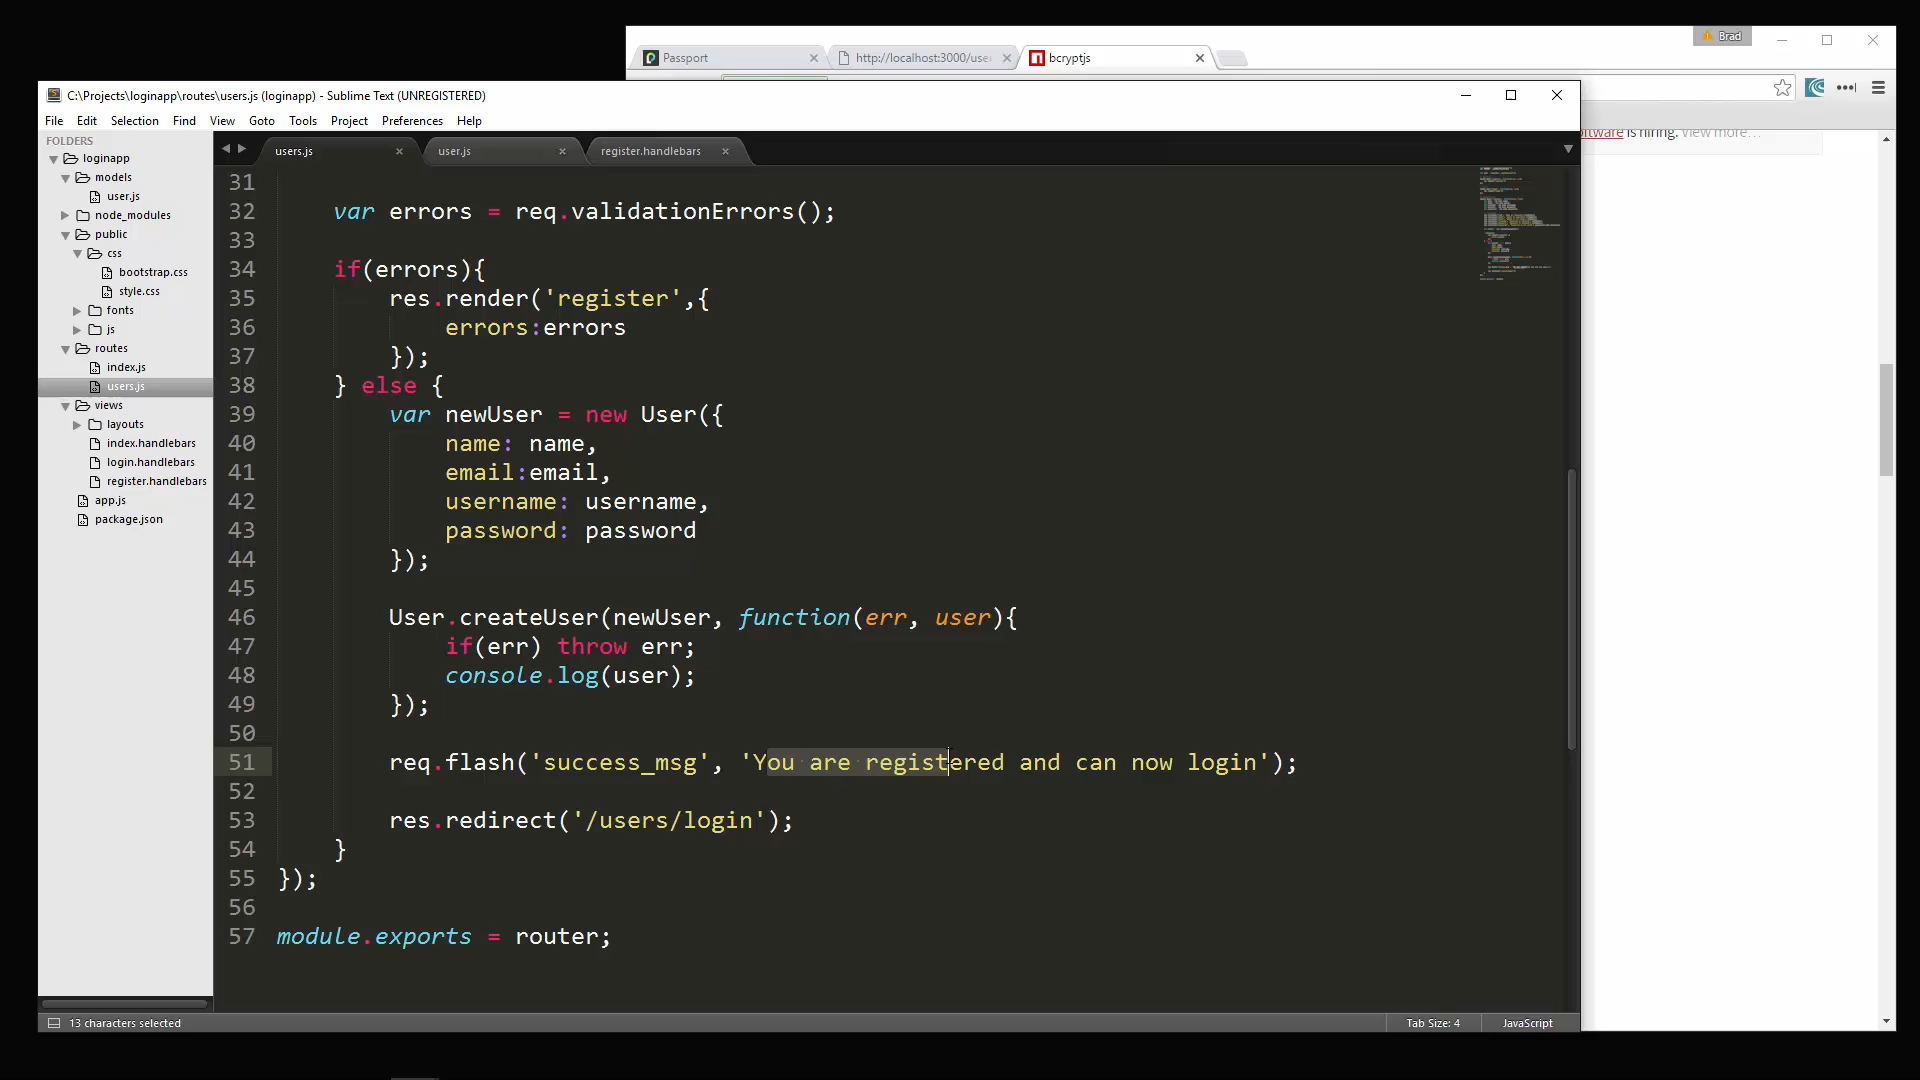 Brad
Passport
http://localhost:3000/use
bcryptjs
C:\Projects\loginapp\routes\users.js (loginapp) - Sublime Text (UNREGISTERED)
File Edit Selection Find View Goto Tools Project Preferences Help
is hiring. View more...
FOLDERS
loginapp
models
user.js
node_modules
public
css
bootstrap.css
style.css
fonts
js
routes
index.js
users.js
views
layouts
index.handlebars
login.handlebars
register.handlebars
app.js
package.json
users.js
user.js
register.handlebars
31
32 var errors = req.validationErrors();
33
34 if(errors){
35 res.render('register',{
36 errors:errors
37 });
38 } else {
39 var newUser = new User({
40 name: name,
41 email:email,
42 username: username,
43 password: password
44 });
45
46 User.createUser(newUser, function(err, user){
47 if(err) throw err;
48 console.log(user);
49 });
50
51 req.flash('success_msg', 'You are registered and can now login');
52
53 res.redirect('/users/login');
54 }
55 });
56
57 module.exports = router;
13 characters selected
Tab Size: 4
JavaScript